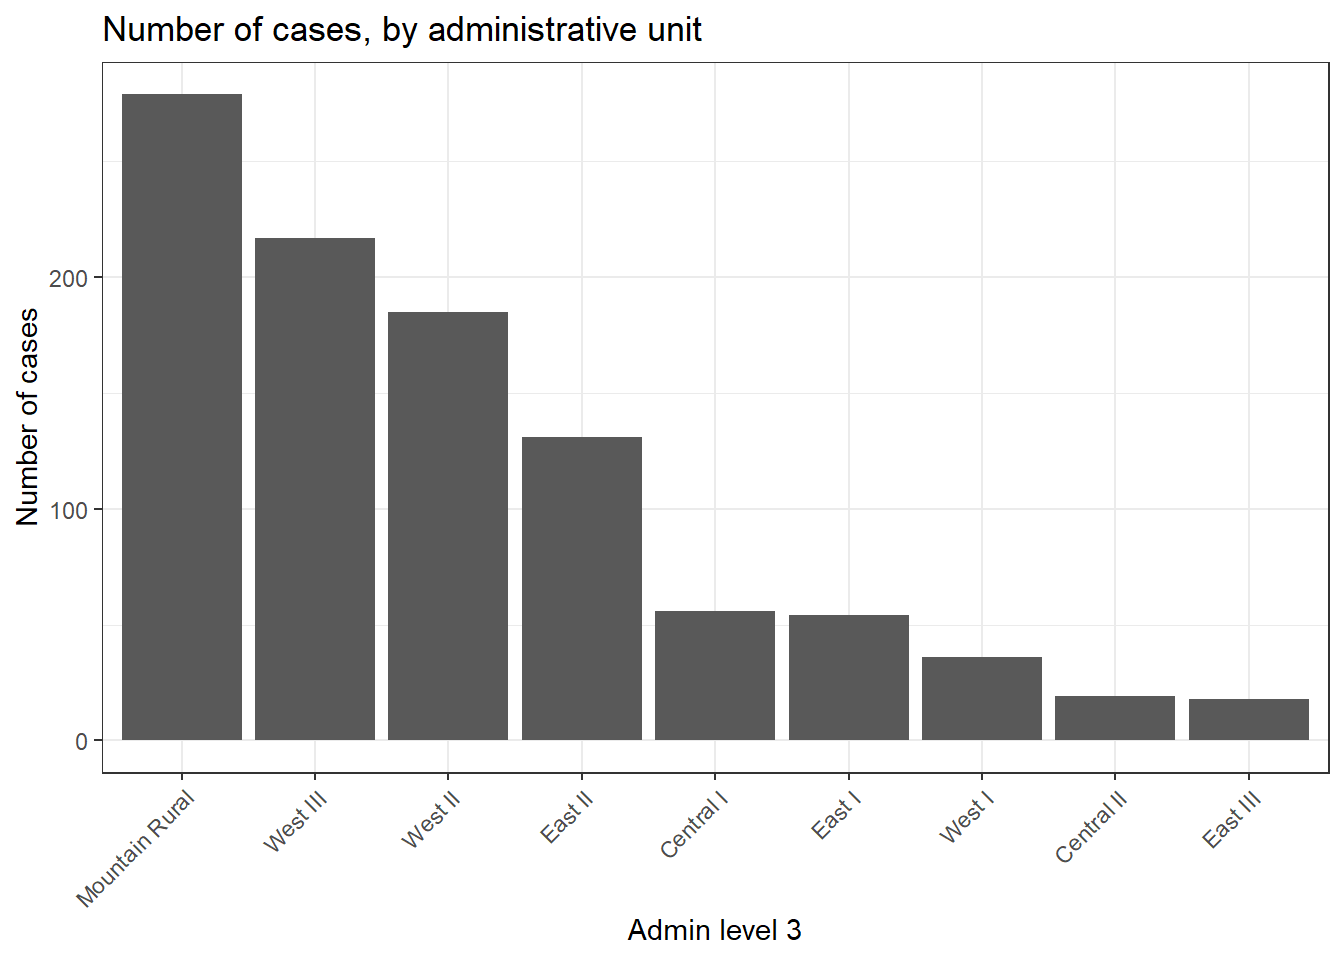 Number of cases, by administrative unit
Number of cases
200
100
0
Mountain Rural
West III
West II
East II
Central I
East I
West I
Central II
East III
Admin level 3